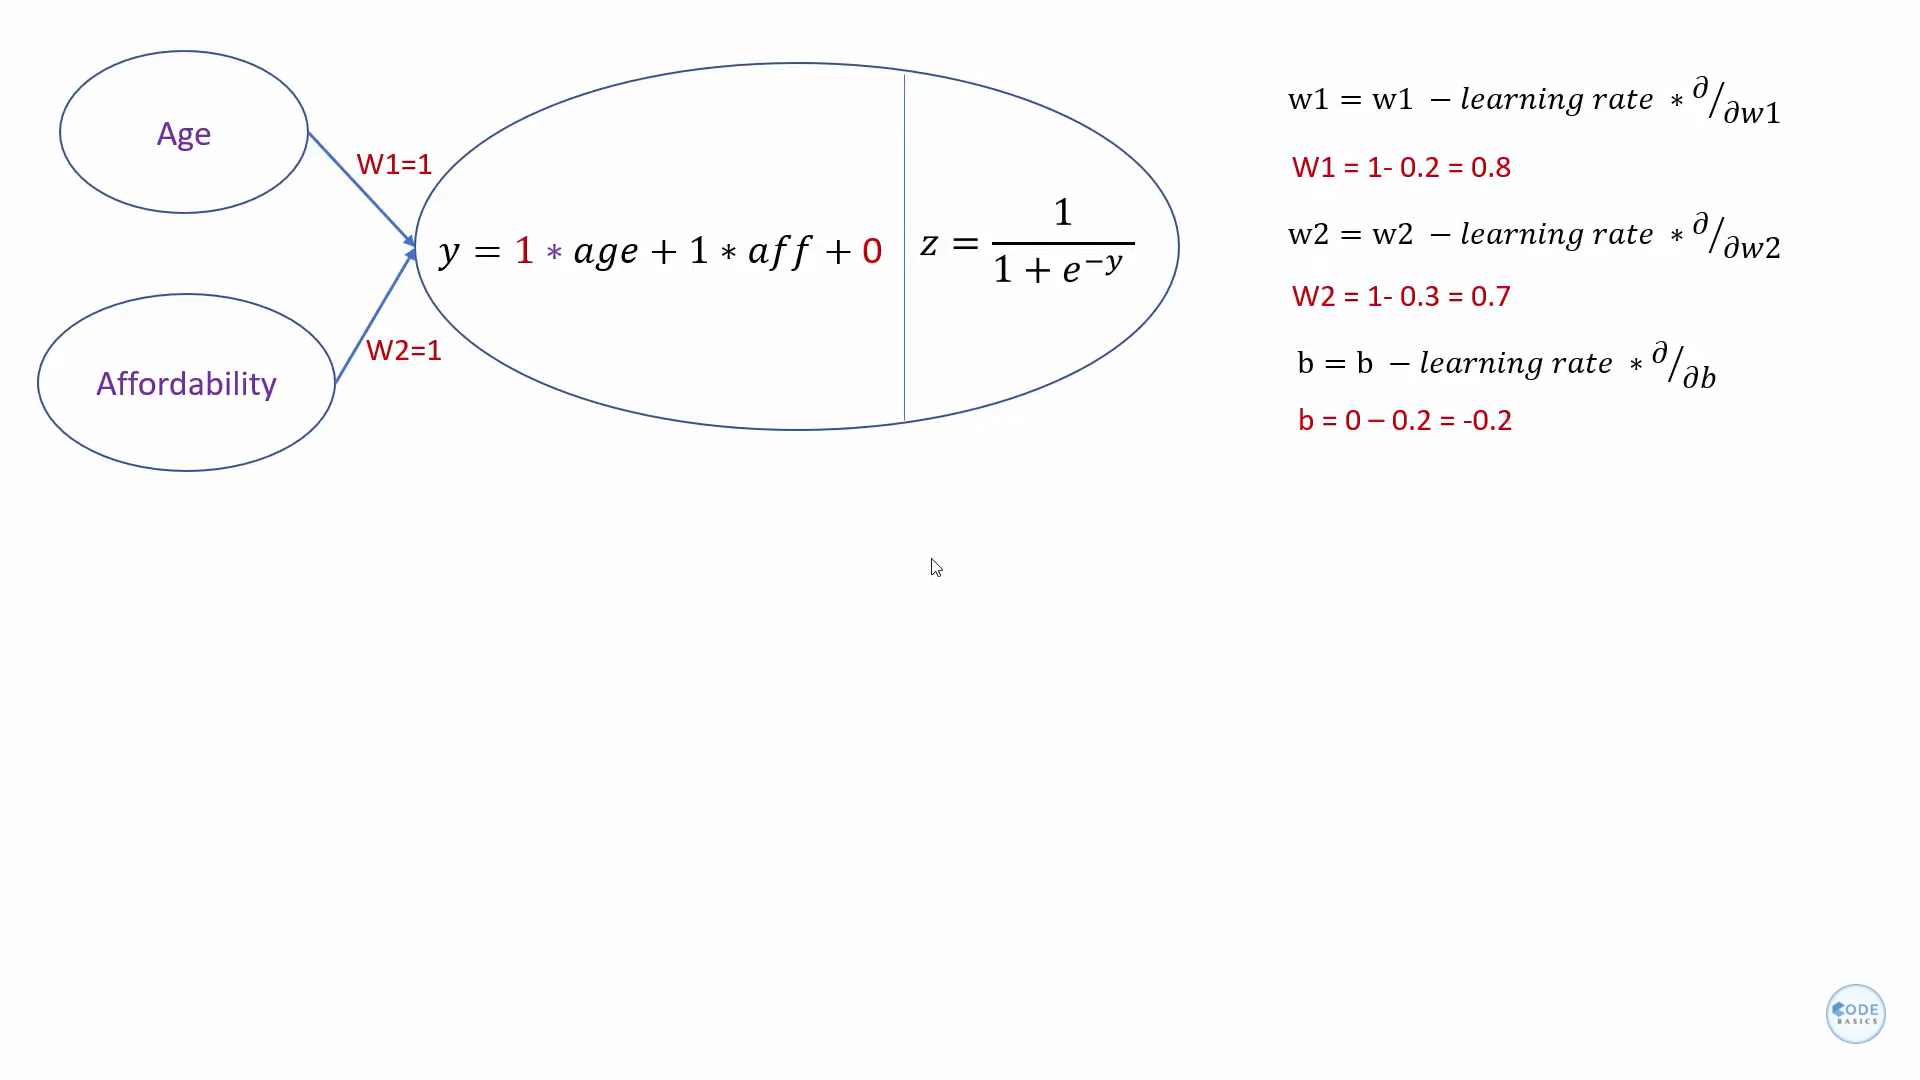 Age
W1=1
Affordability
W2=1
y = 1 * age + 1 * aff + 0
z = 1 / (1 + e^−y)
w1 = w1 − learning rate * ∂/∂w1
W1 = 1- 0.2 = 0.8
w2 = w2 − learning rate * ∂/∂w2
W2 = 1- 0.3 = 0.7
b = b − learning rate * ∂/∂b
b = 0 – 0.2 = -0.2
CODE
BASICS